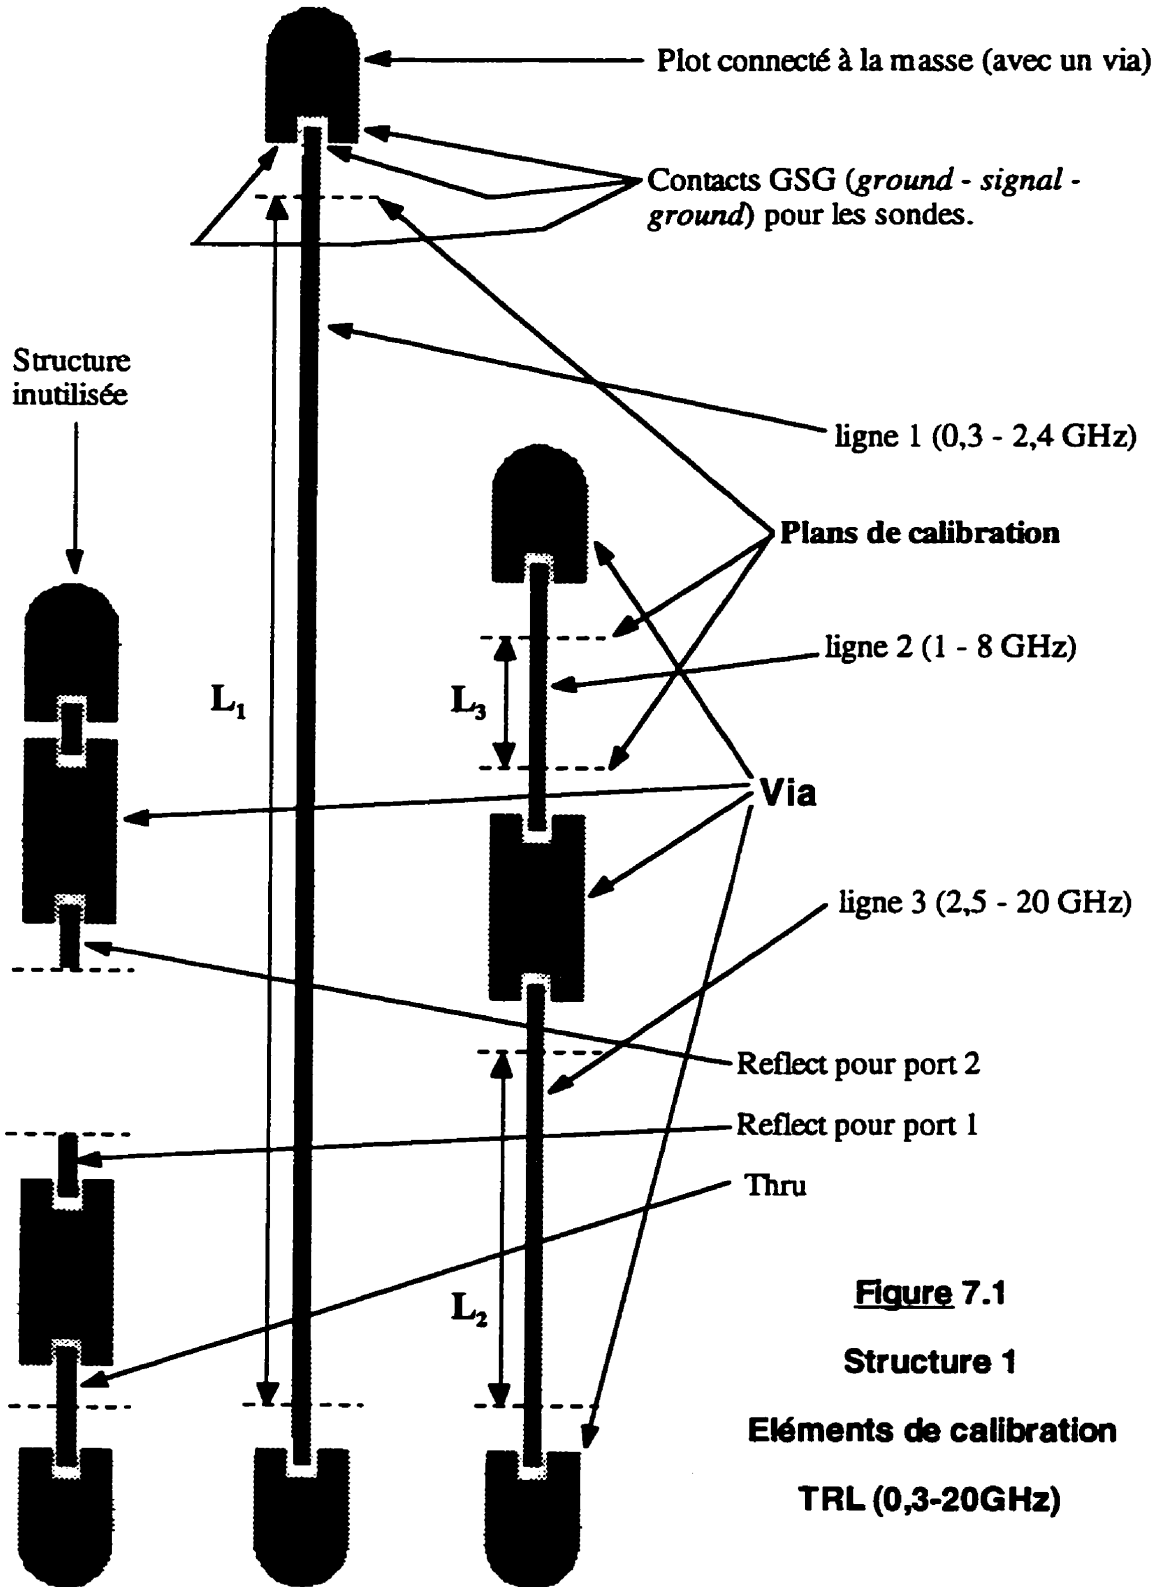 Plot connecté à la masse (avec un via)
Contacts GSG (ground - signal -
ground) pour les sondes.
Structure
inutilisée
ligne 1 (0,3 - 2,4 GHz)
Plans de calibration
ligne 2 (1 - 8 GHz)
L₁
L₃
Via
ligne 3 (2,5 - 20 GHz)
Reflect pour port 2
Reflect pour port 1
Thru
L₂
Figure 7.1
Structure 1
Eléments de calibration
TRL (0,3-20GHz)